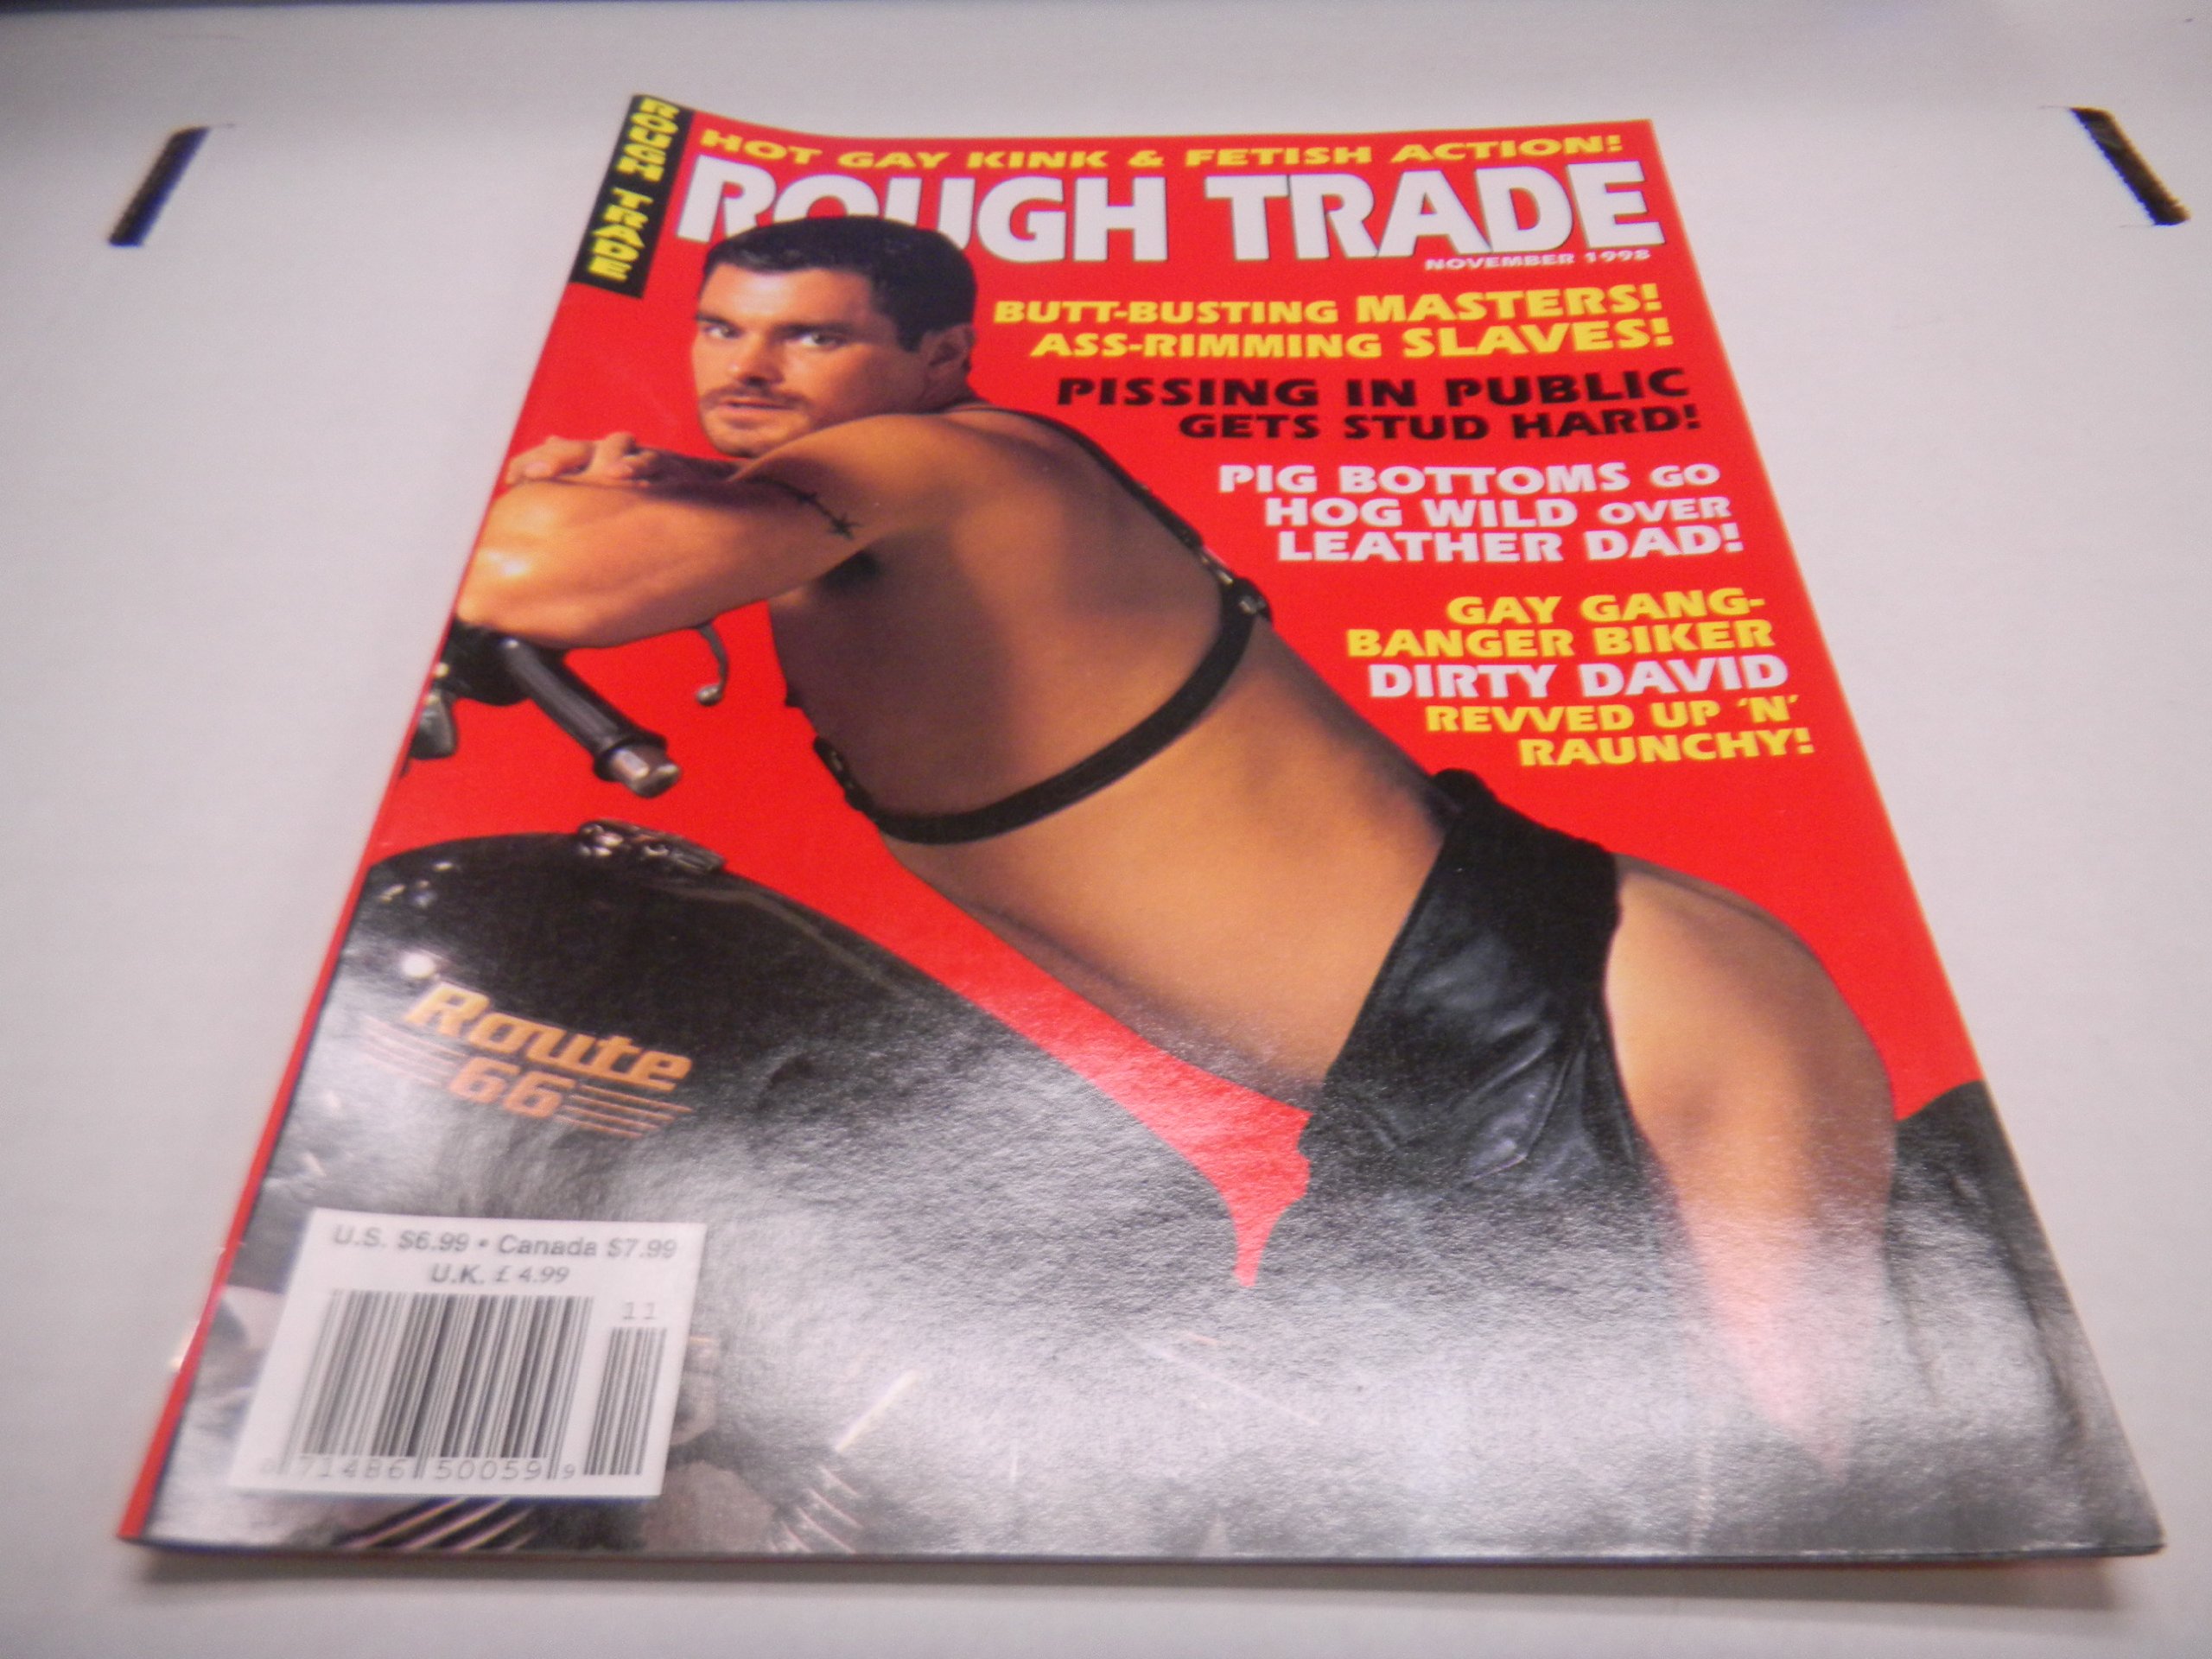 ROUGH TRADE
HOT GAY KINK & FETISH ACTION!
ROUGH TRADE
NOVEMBER 1998
BUTT-BUSTING MASTERS!
ASS-RIMMING SLAVES!
PISSING IN PUBLIC
GETS STUD HARD!
PIG BOTTOMS GO
HOG WILD OVER
LEATHER DAD!
GAY GANG-
BANGER BIKER
DIRTY DAVID
REVVED UP 'N'
RAUNCHY!
Route
66
U.S. $6.99 • Canada $7.99
U.K. £ 4.99
11
0 71486 50059 9